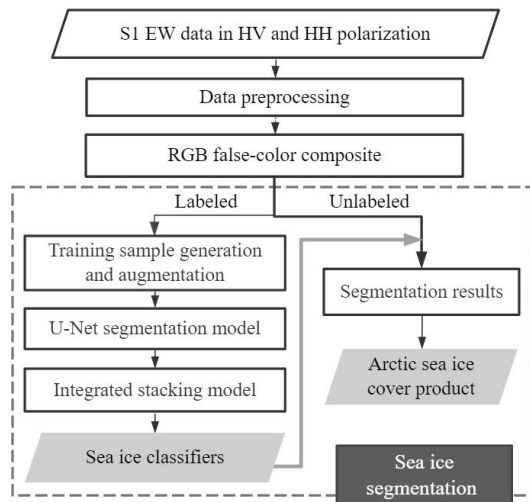 S1 EW data in HV and HH polarization
Data preprocessing
RGB false-color composite
Labeled
Unlabeled
Training sample generation
and augmentation
U-Net segmentation model
Integrated stacking model
Sea ice classifiers
Segmentation results
Arctic sea ice
cover product
Sea ice
segmentation